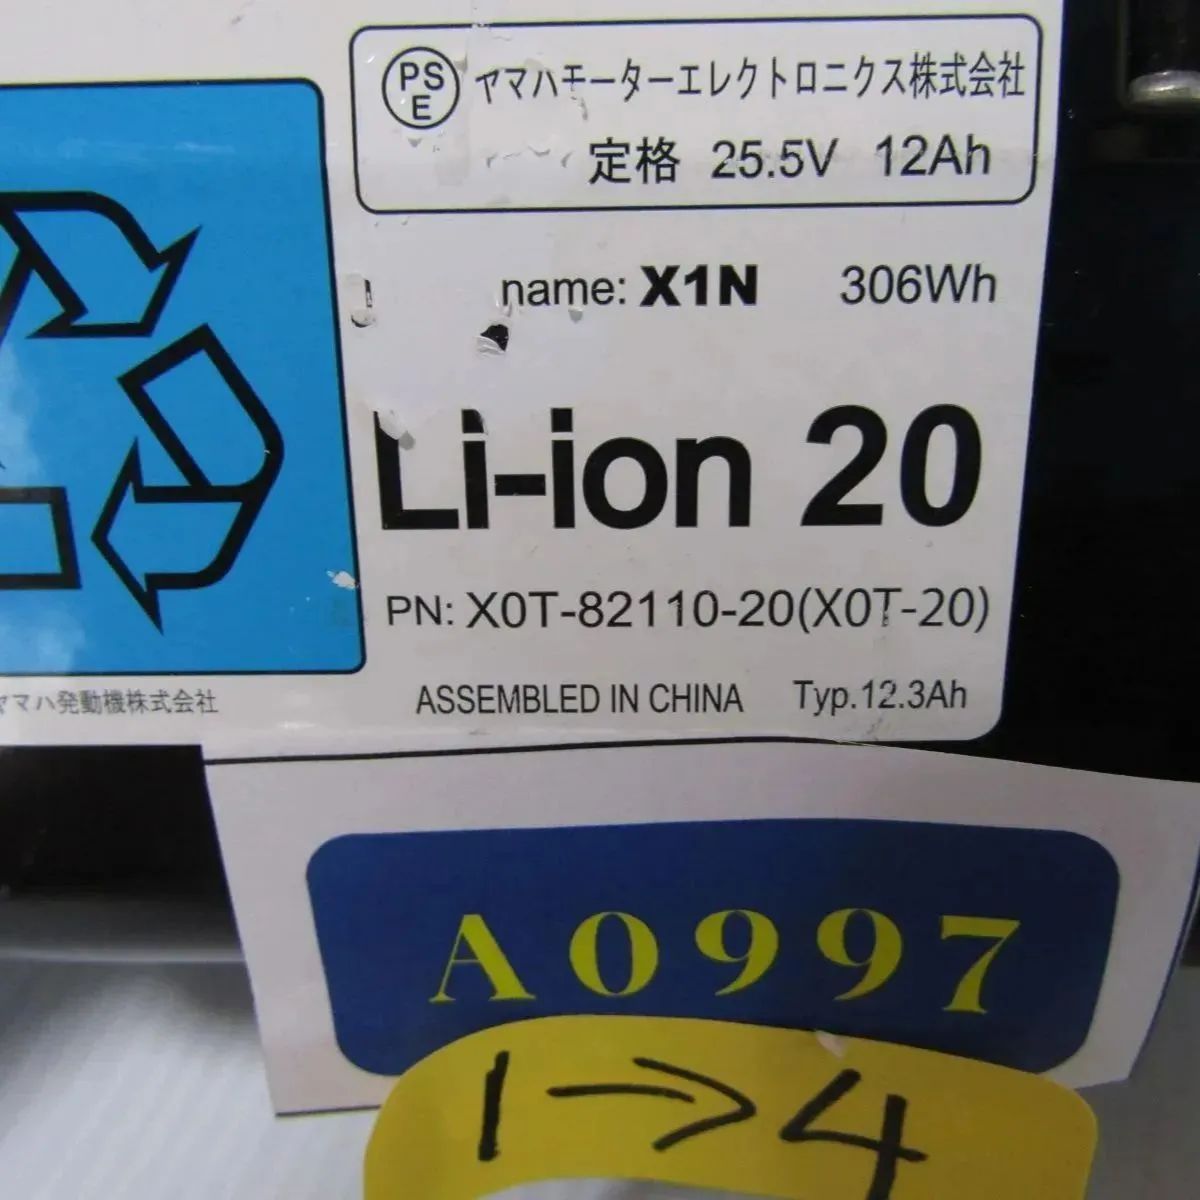 PS
E
ヤマハモーターエレクトロニクス株式会社
定格 25.5V 12Ah
name: X1N 306Wh
Li-ion 20
PN: X0T-82110-20(X0T-20)
ヤマハ発動機株式会社
ASSEMBLED IN CHINA Typ.12.3Ah
A0997
1→4